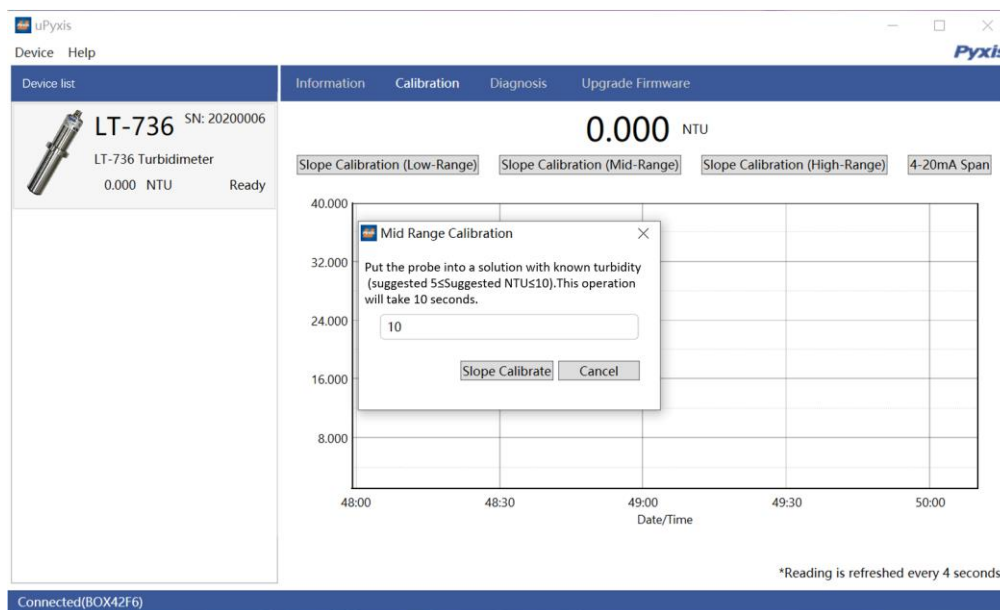 uPyxis
Device Help
Device list
LT-736 SN: 20200006
LT-736 Turbidimeter
0.000 NTU Ready
Information Calibration Diagnosis Upgrade Firmware
0.000 NTU
Slope Calibration (Low-Range) Slope Calibration (Mid-Range) Slope Calibration (High-Range) 4-20mA Span
40.000
32.000
24.000
16.000
8.000
Mid Range Calibration
Put the probe into a solution with known turbidity
(suggested 5≤Suggested NTU≤10).This operation
will take 10 seconds.
10
Slope Calibrate Cancel
48:00 48:30 49:00 49:30 50:00
Date/Time
*Reading is refreshed every 4 seconds
Connected(BOX42F6)